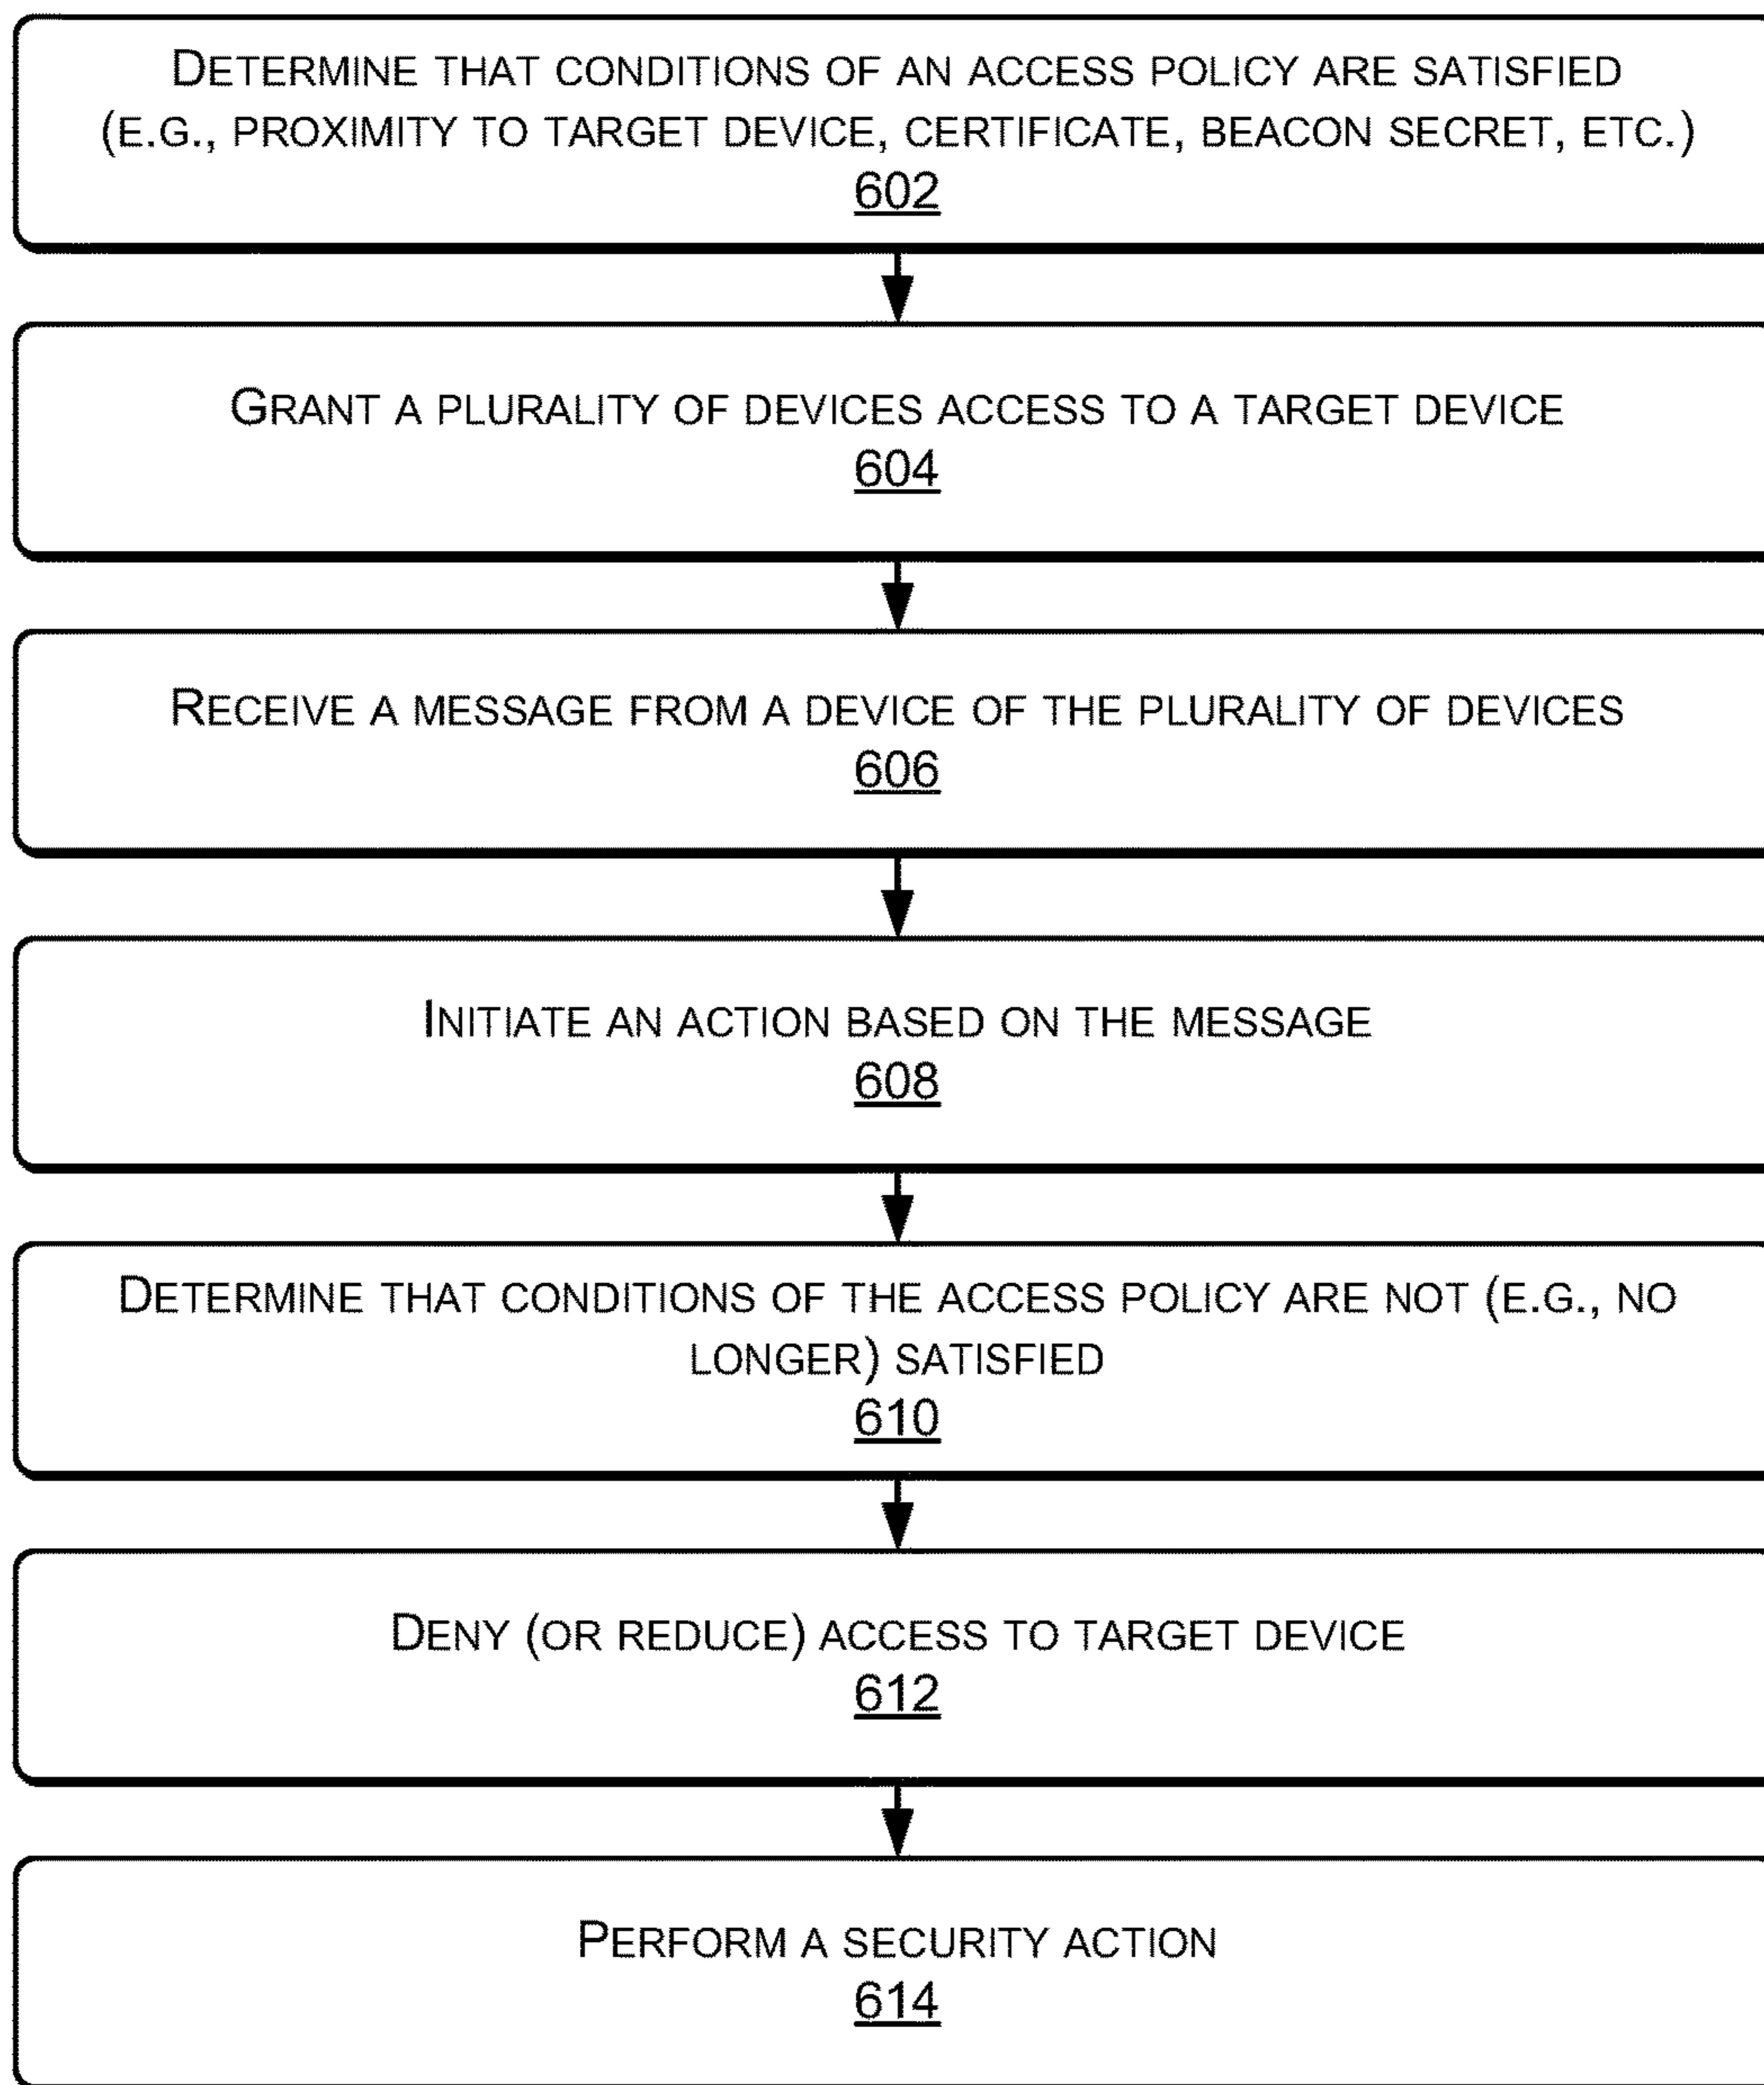 DETERMINE THAT CONDITIONS OF AN ACCESS POLICY ARE SATISFIED
(E.G., PROXIMITY TO TARGET DEVICE, CERTIFICATE, BEACON SECRET, ETC.)
602
GRANT A PLURALITY OF DEVICES ACCESS TO A TARGET DEVICE
604
RECEIVE A MESSAGE FROM A DEVICE OF THE PLURALITY OF DEVICES
606
INITIATE AN ACTION BASED ON THE MESSAGE
608
DETERMINE THAT CONDITIONS OF THE ACCESS POLICY ARE NOT (E.G., NO
LONGER) SATISFIED
610
DENY (OR REDUCE) ACCESS TO TARGET DEVICE
612
PERFORM A SECURITY ACTION
614